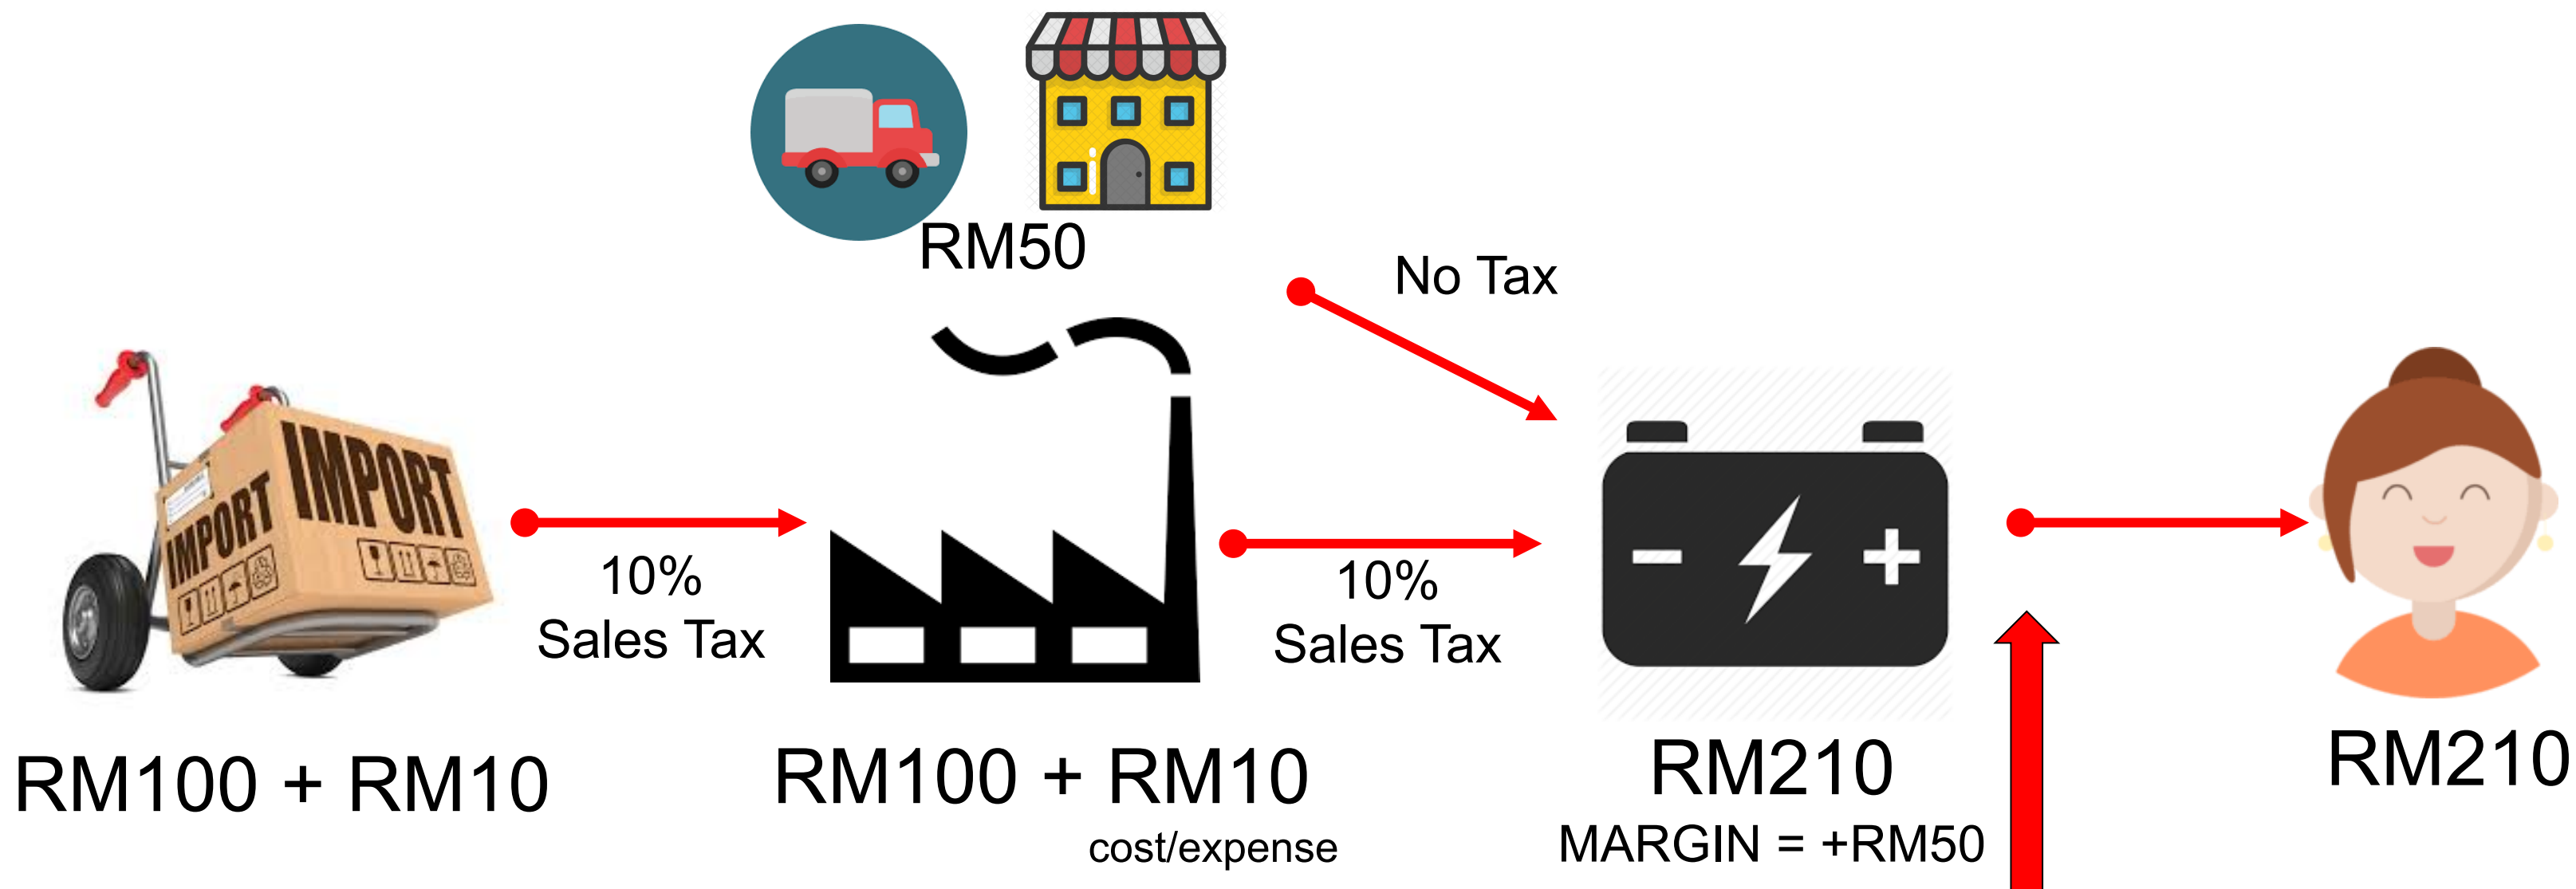 RM50
No Tax
IMPORT
IMPORT
10%
Sales Tax
10%
Sales Tax
RM100 + RM10
RM100 + RM10
cost/expense
RM210
MARGIN = +RM50
RM210